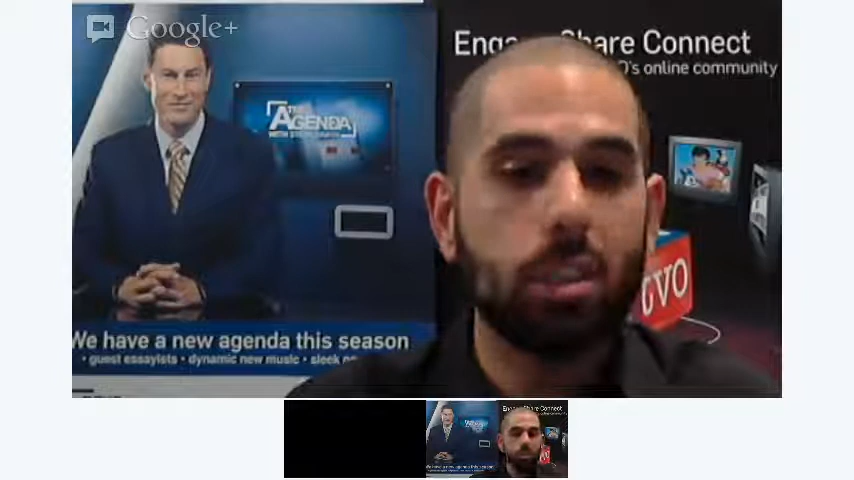 Google+
Share Connect
online community
THE
AGENDA
tvo
We have a new agenda this season
• guest essayists • dynamic new music • sleek